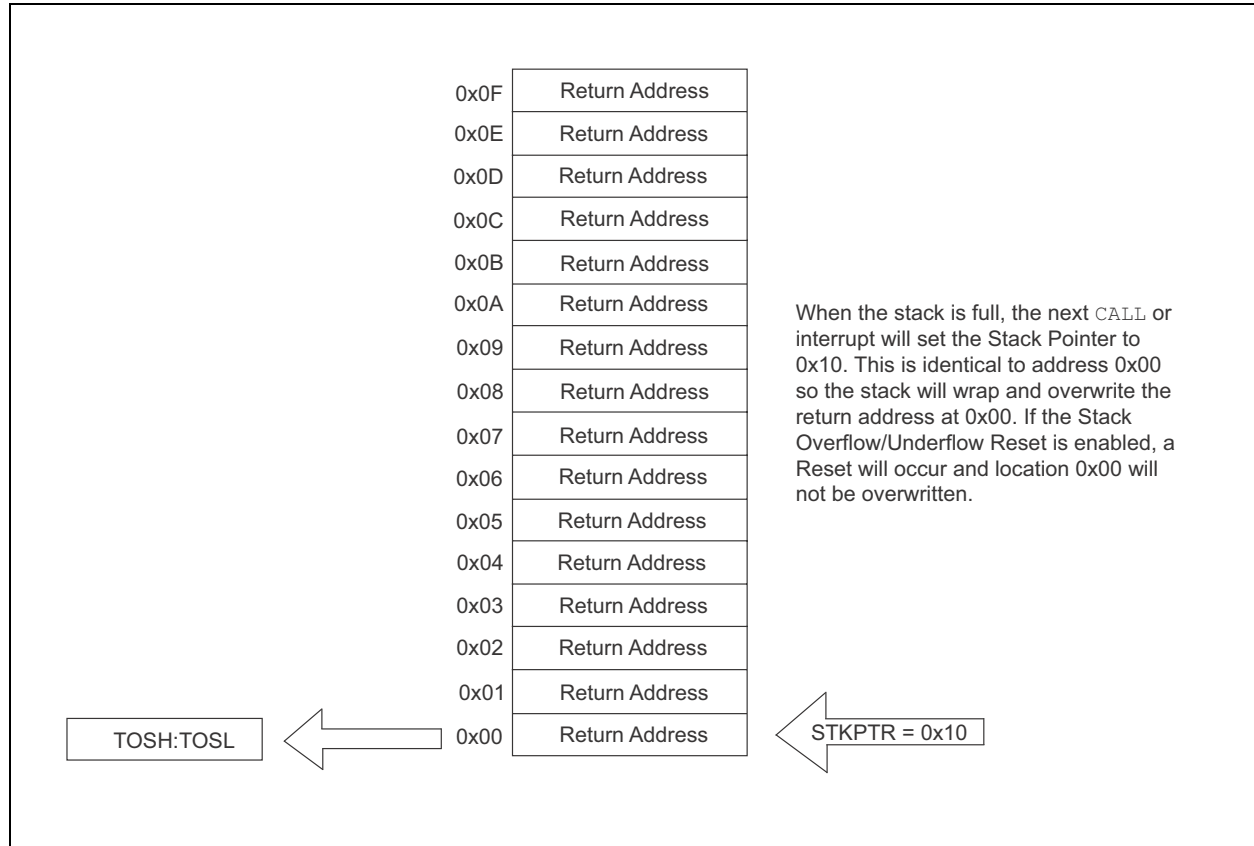 0x0F Return Address
0x0E Return Address
0x0D Return Address
0x0C Return Address
0x0B Return Address
0x0A Return Address
0x09 Return Address
0x08 Return Address
0x07 Return Address
0x06 Return Address
0x05 Return Address
0x04 Return Address
0x03 Return Address
0x02 Return Address
0x01 Return Address
TOSH:TOSL 0x00 Return Address STKPTR = 0x10
When the stack is full, the next CALL or
interrupt will set the Stack Pointer to
0x10. This is identical to address 0x00
so the stack will wrap and overwrite the
return address at 0x00. If the Stack
Overflow/Underflow Reset is enabled, a
Reset will occur and location 0x00 will
not be overwritten.